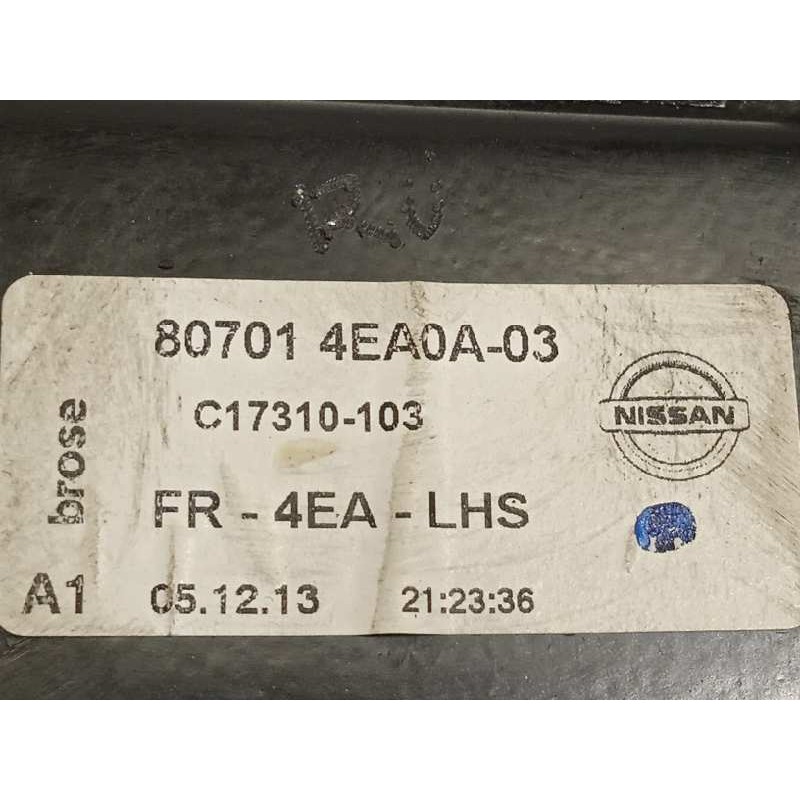 80701 4EA0A-03
C17310-103
NISSAN
brose
FR - 4EA - LHS
A1 05.12.13 21:23:36